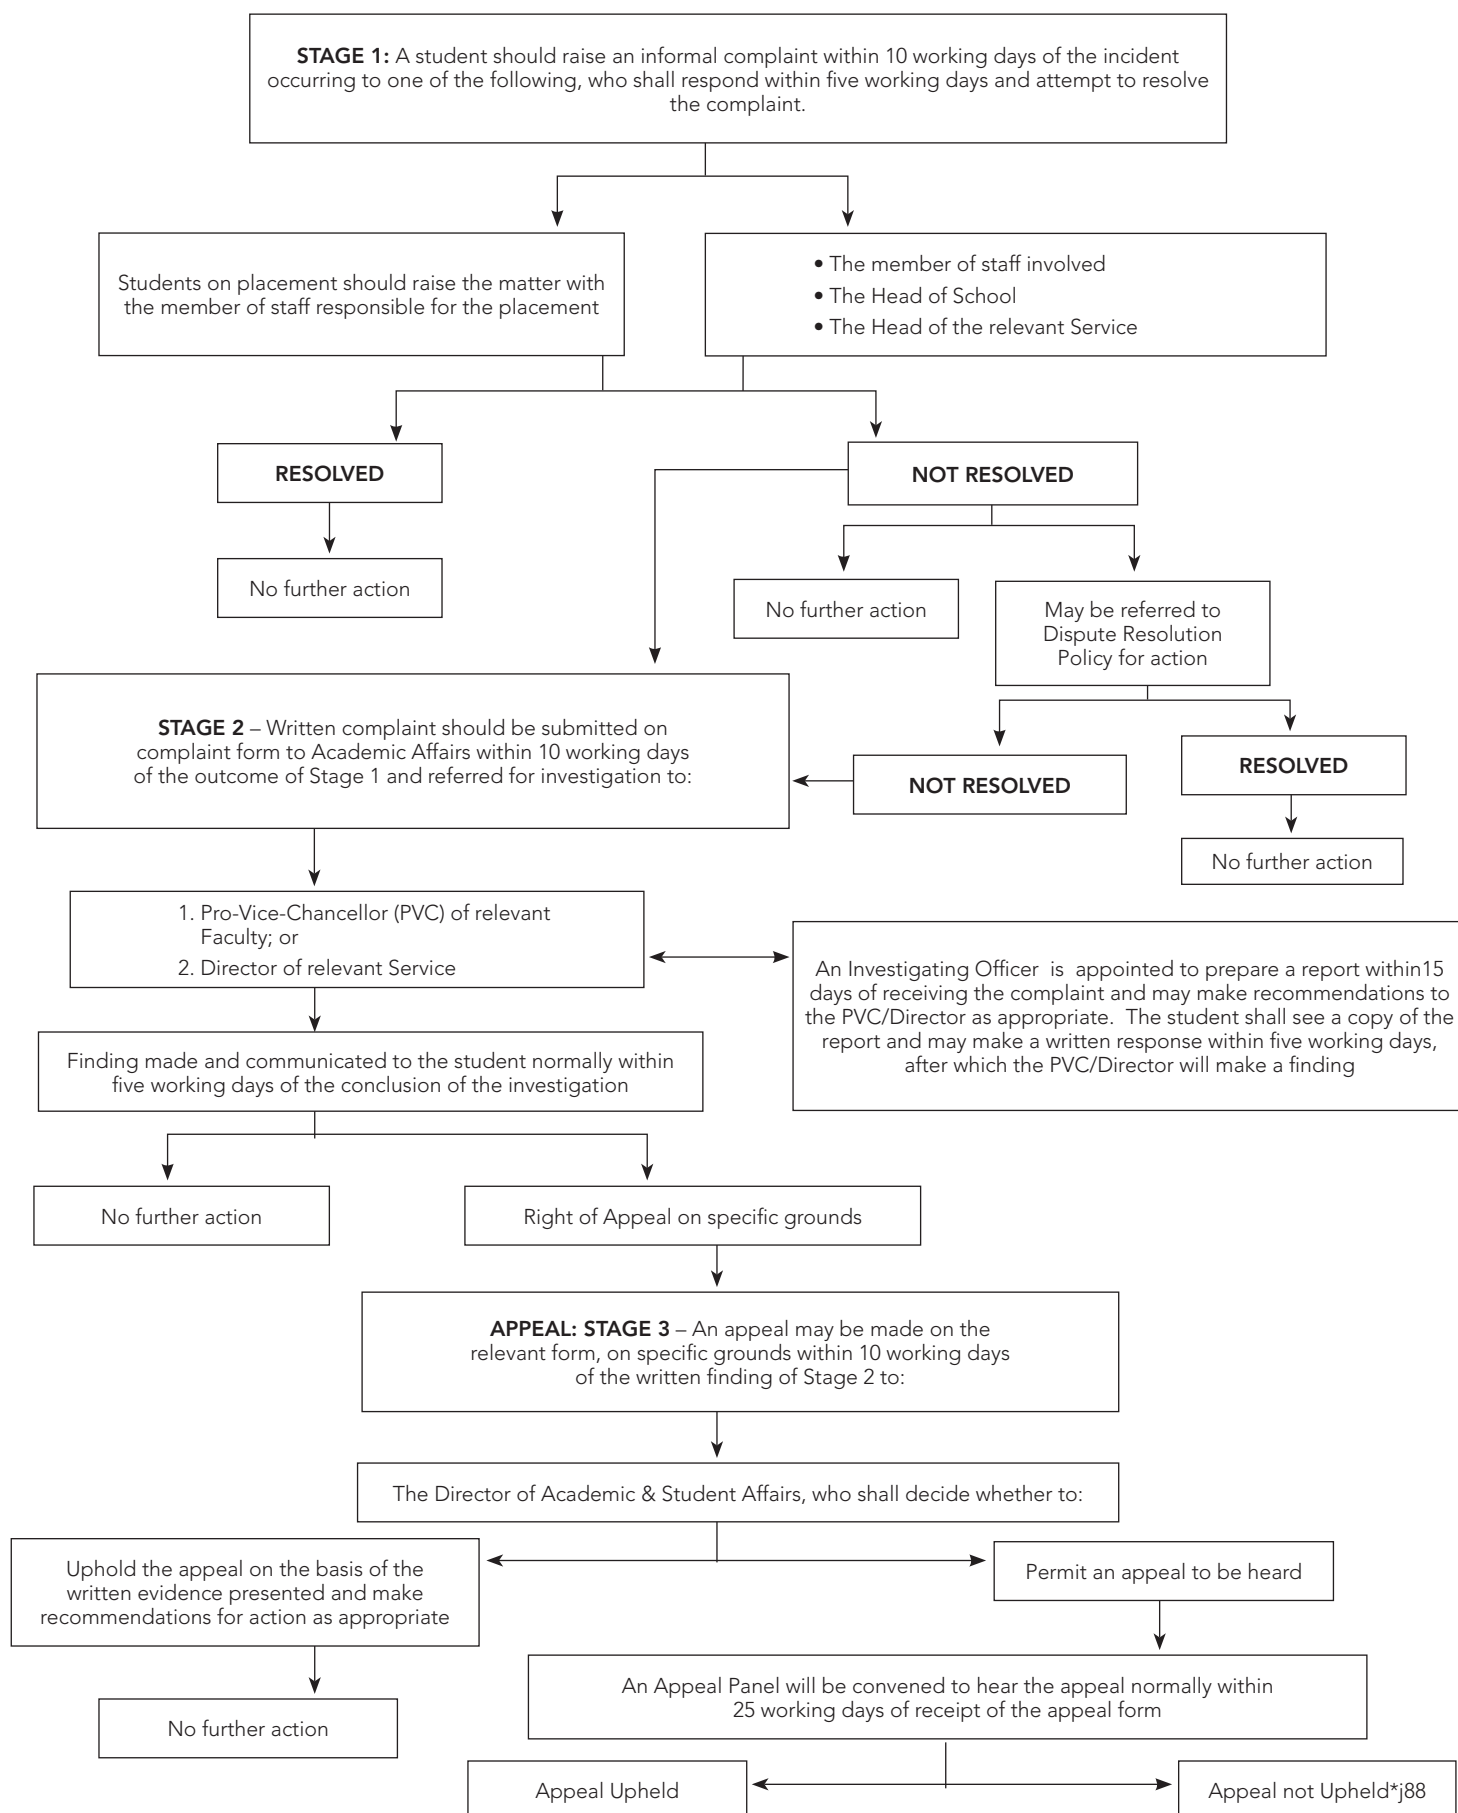 STAGE 1: A student should raise an informal complaint within 10 working days of the incident
occurring to one of the following, who shall respond within five working days and attempt to resolve
the complaint.
Students on placement should raise the matter with
the member of staff responsible for the placement
• The member of staff involved
• The Head of School
• The Head of the relevant Service
RESOLVED
NOT RESOLVED
No further action
No further action
May be referred to
Dispute Resolution
Policy for action
STAGE 2 – Written complaint should be submitted on
complaint form to Academic Affairs within 10 working days
of the outcome of Stage 1 and referred for investigation to:
NOT RESOLVED
RESOLVED
No further action
1. Pro-Vice-Chancellor (PVC) of relevant
Faculty; or
2. Director of relevant Service
An Investigating Officer is appointed to prepare a report within15
days of receiving the complaint and may make recommendations to
the PVC/Director as appropriate. The student shall see a copy of the
report and may make a written response within five working days,
after which the PVC/Director will make a finding
Finding made and communicated to the student normally within
five working days of the conclusion of the investigation
No further action
Right of Appeal on specific grounds
APPEAL: STAGE 3 – An appeal may be made on the
relevant form, on specific grounds within 10 working days
of the written finding of Stage 2 to:
The Director of Academic & Student Affairs, who shall decide whether to:
Uphold the appeal on the basis of the
written evidence presented and make
recommendations for action as appropriate
Permit an appeal to be heard
No further action
An Appeal Panel will be convened to hear the appeal normally within
25 working days of receipt of the appeal form
Appeal Upheld
Appeal not Upheld*j88